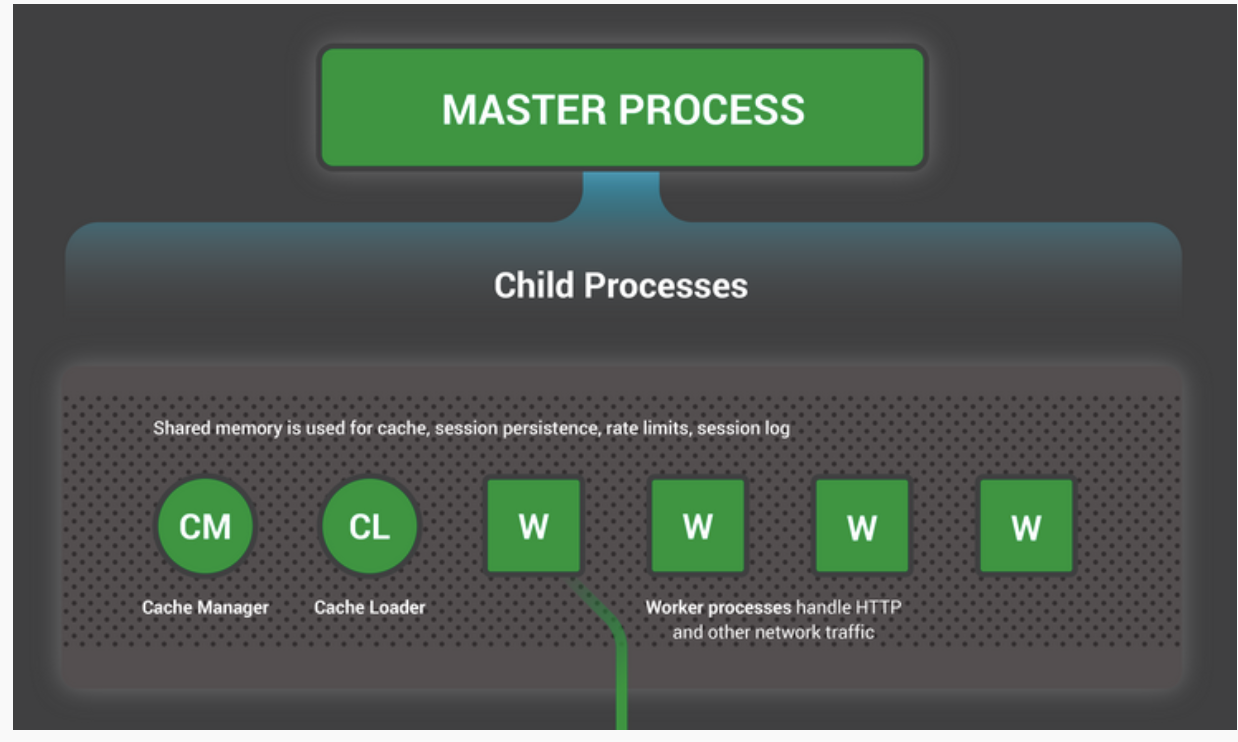 MASTER PROCESS
Child Processes
Shared memory is used for cache, session persistence, rate limits, session log
CM
CL
W
W
W
W
Cache Manager
Cache Loader
Worker processes handle HTTP
and other network traffic